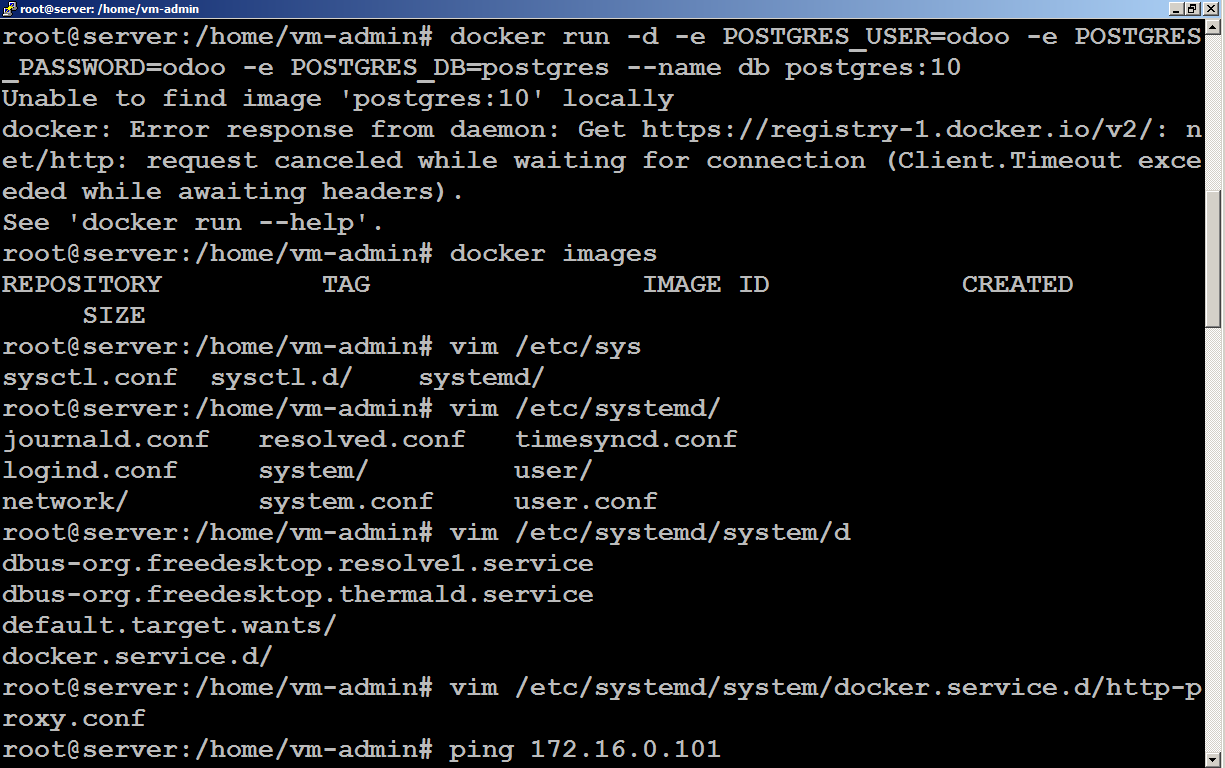 root@server: /home/vm-admin
root@server:/home/vm-admin# docker run -d -e POSTGRES_USER=odoo -e POSTGRES
_PASSWORD=odoo -e POSTGRES_DB=postgres --name db postgres:10
Unable to find image 'postgres:10' locally
docker: Error response from daemon: Get https://registry-1.docker.io/v2/: n
et/http: request canceled while waiting for connection (Client.Timeout exce
eded while awaiting headers).
See 'docker run --help'.
root@server:/home/vm-admin# docker images
REPOSITORY          TAG                 IMAGE ID            CREATED
     SIZE
root@server:/home/vm-admin# vim /etc/sys
sysctl.conf  sysctl.d/    systemd/
root@server:/home/vm-admin# vim /etc/systemd/
journald.conf   resolved.conf   timesyncd.conf
logind.conf     system/         user/
network/        system.conf     user.conf
root@server:/home/vm-admin# vim /etc/systemd/system/d
dbus-org.freedesktop.resolve1.service
dbus-org.freedesktop.thermald.service
default.target.wants/
docker.service.d/
root@server:/home/vm-admin# vim /etc/systemd/system/docker.service.d/http-p
roxy.conf
root@server:/home/vm-admin# ping 172.16.0.101